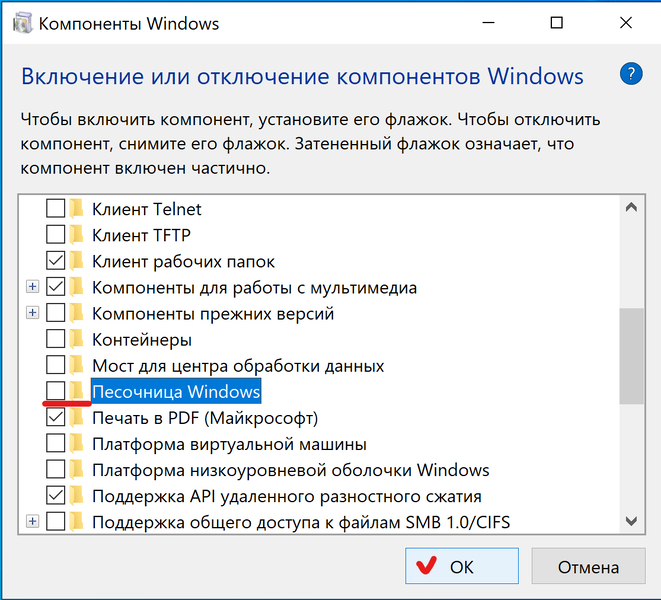 Компоненты Windows
Включение или отключение компонентов Windows
?
Чтобы включить компонент, установите его флажок. Чтобы отключить
компонент, снимите его флажок. Затененный флажок означает, что
компонент включен частично.
Клиент Telnet
Клиент TFTP
Клиент рабочих папок
Компоненты для работы с мультимедиа
Компоненты прежних версий
Контейнеры
Мост для центра обработки данных
Песочница Windows
Печать в PDF (Майкрософт)
Платформа виртуальной машины
Платформа низкоуровневой оболочки Windows
Поддержка API удаленного разностного сжатия
Поддержка общего доступа к файлам SMB 1.0/CIFS
ОК
Отмена